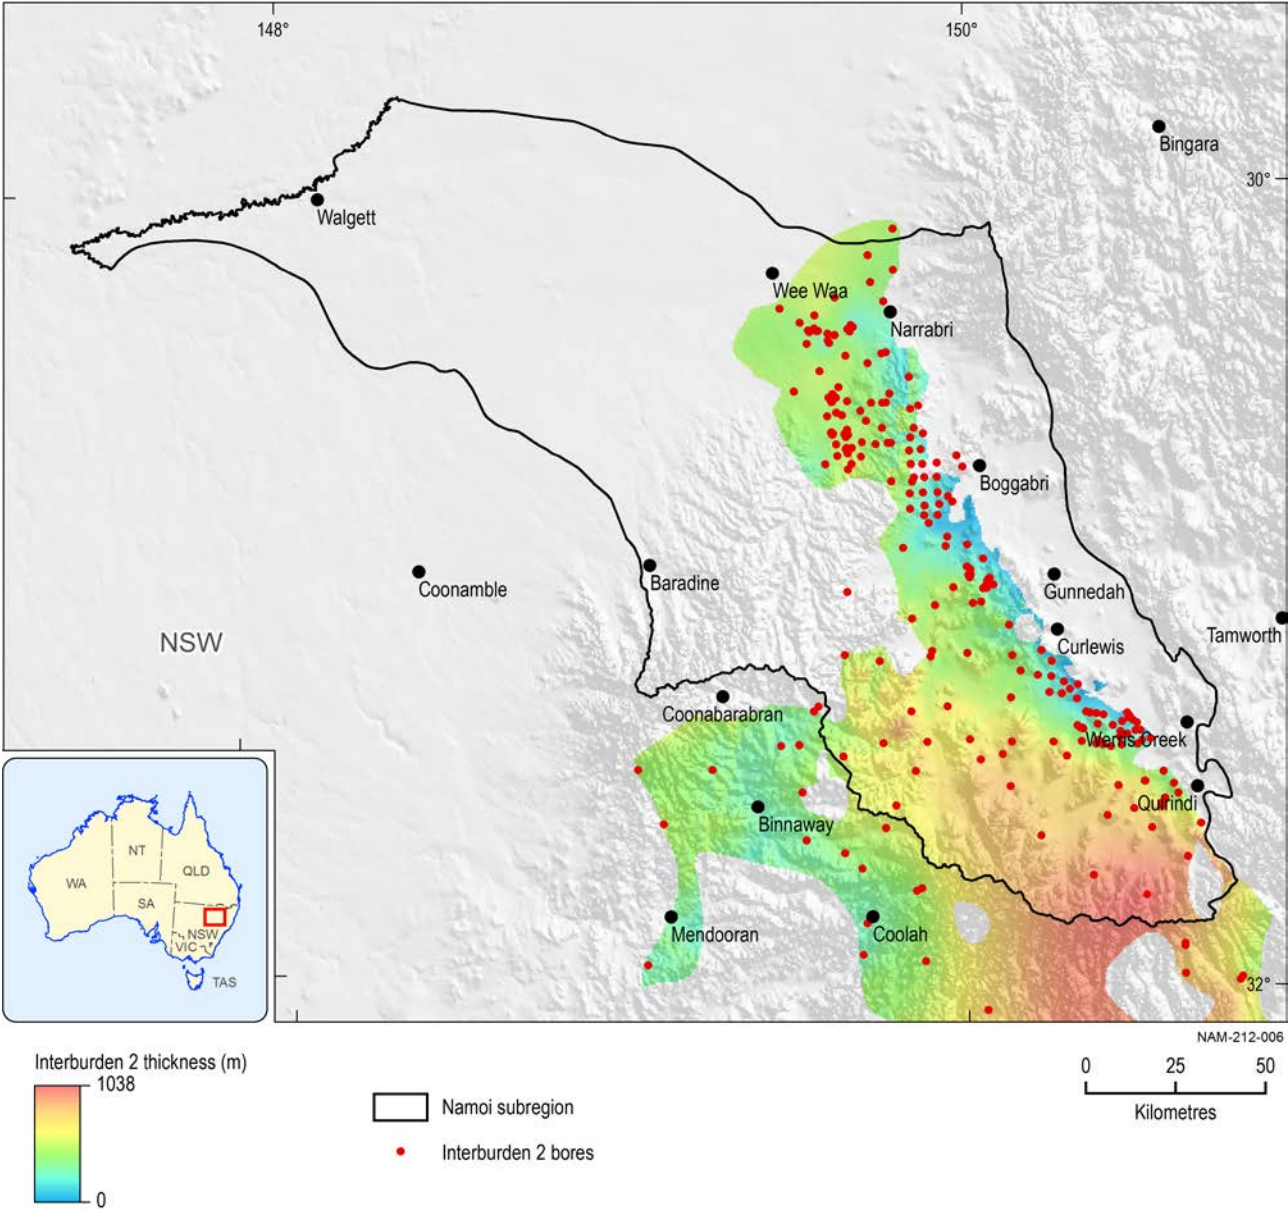 148°
150°
Bingara
30°
Walgett
Wee Waa
Narrabri
Boggabri
Coonamble
Baradine
Gunnedah
NSW
Curlewis
Tamworth
Coonabarabran
Werris Creek
Quirindi
Binnaway
Mendooran
Coolah
32°
NT
QLD
WA
SA
NSW
VIC
TAS
NAM-212-006
Interburden 2 thickness (m)
1038
0
Namoi subregion
Interburden 2 bores
0 25 50
Kilometres